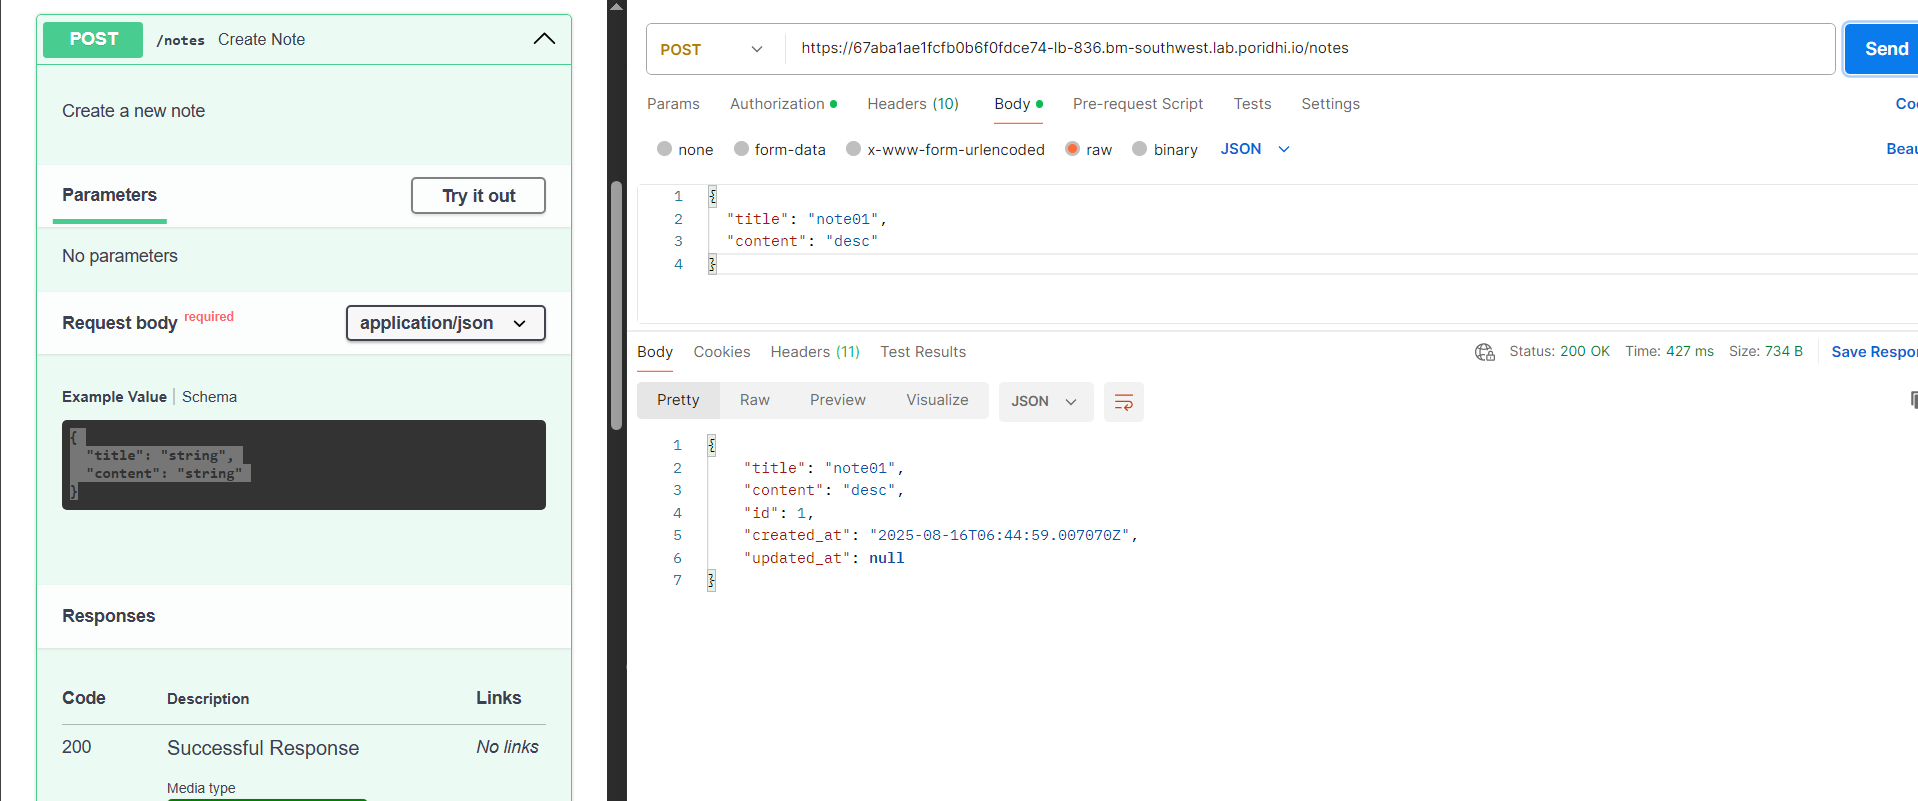 POST /notes Create Note
Create a new note
Parameters
Try it out
No parameters
Request body required
application/json
Example Value | Schema
{
"title": "string",
"content": "string"
}
Responses
Code Description Links
200 Successful Response No links
Media type
POST
https://67aba1ae1fcfb0b6f0fdce74-lb-836.bm-southwest.lab.poridhi.io/notes
Send
Params Authorization Headers (10) Body Pre-request Script Tests Settings
none form-data x-www-form-urlencoded raw binary JSON
1 {
2 "title": "note01",
3 "content": "desc"
4 }
Body Cookies Headers (11) Test Results
Status: 200 OK Time: 427 ms Size: 734 B
Pretty Raw Preview Visualize JSON
1 {
2 "title": "note01",
3 "content": "desc",
4 "id": 1,
5 "created_at": "2025-08-16T06:44:59.007070Z",
6 "updated_at": null
7 }